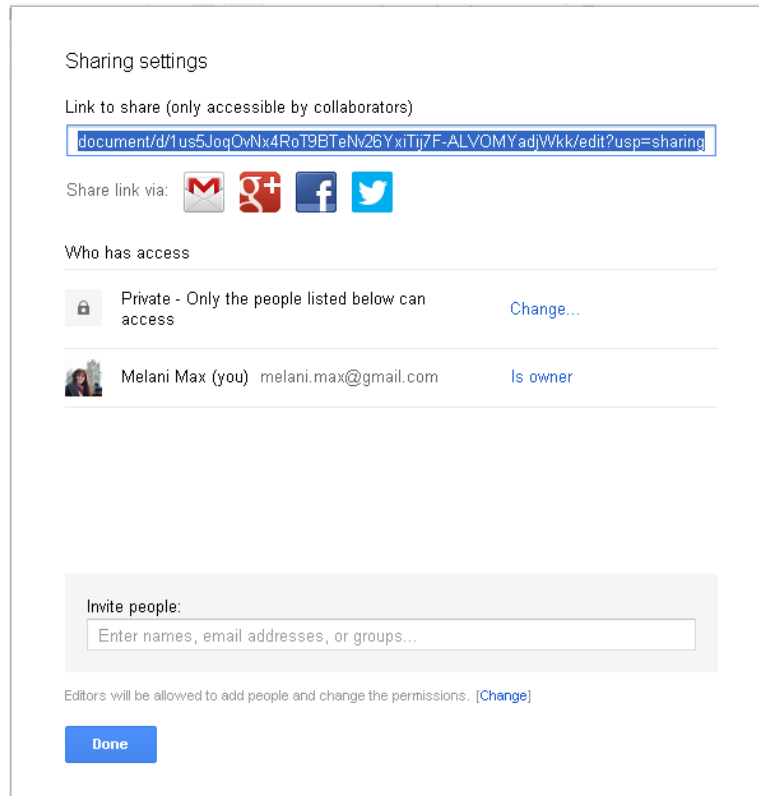 Sharing settings
Link to share (only accessible by collaborators)
document/d/1us5JoqOvNx4RoT9BTeNv26YxiTij7F-ALVOMYadjWkk/edit?usp=sharing
Share link via:
Who has access
Private - Only the people listed below can
access
Change...
Melani Max (you) melani.max@gmail.com Is owner
Invite people:
Enter names, email addresses, or groups...
Editors will be allowed to add people and change the permissions. [Change]
Done